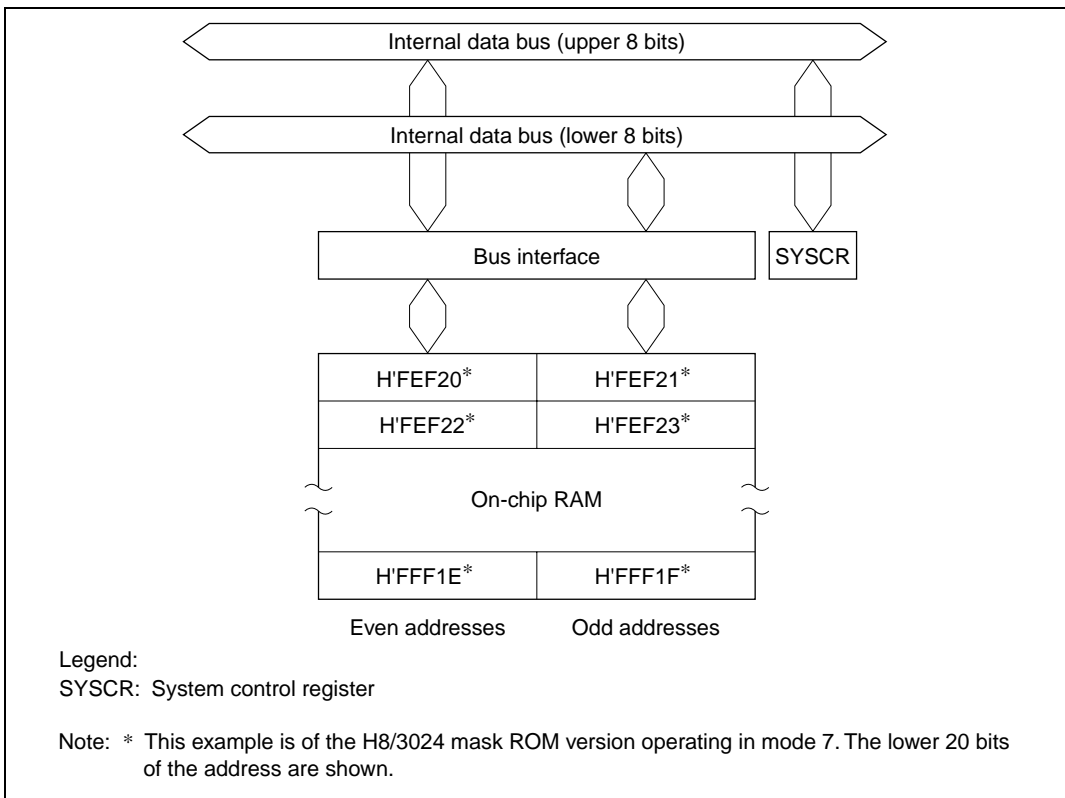 Internal data bus (upper 8 bits)
Internal data bus (lower 8 bits)
Bus interface
SYSCR
H'FEF20*
H'FEF21*
H'FEF22*
H'FEF23*
On-chip RAM
H'FFF1E*
H'FFF1F*
Even addresses
Odd addresses
Legend:
SYSCR: System control register
Note: * This example is of the H8/3024 mask ROM version operating in mode 7. The lower 20 bits
of the address are shown.